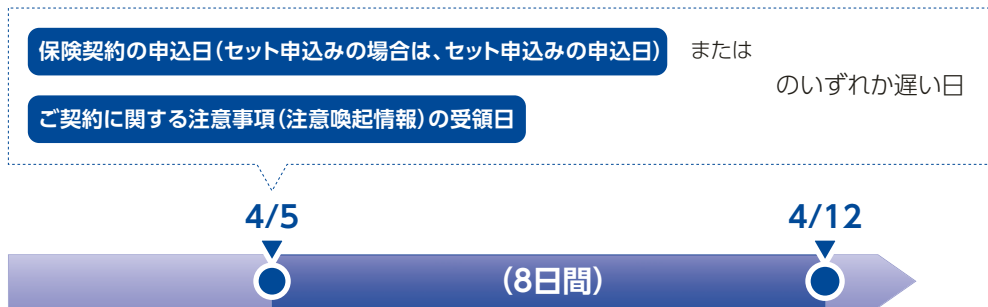 保険契約の申込日(セット申込みの場合は、セット申込みの申込日)
または
のいずれか遅い日
ご契約に関する注意事項(注意喚起情報)の受領日
4/5
4/12
(8日間)